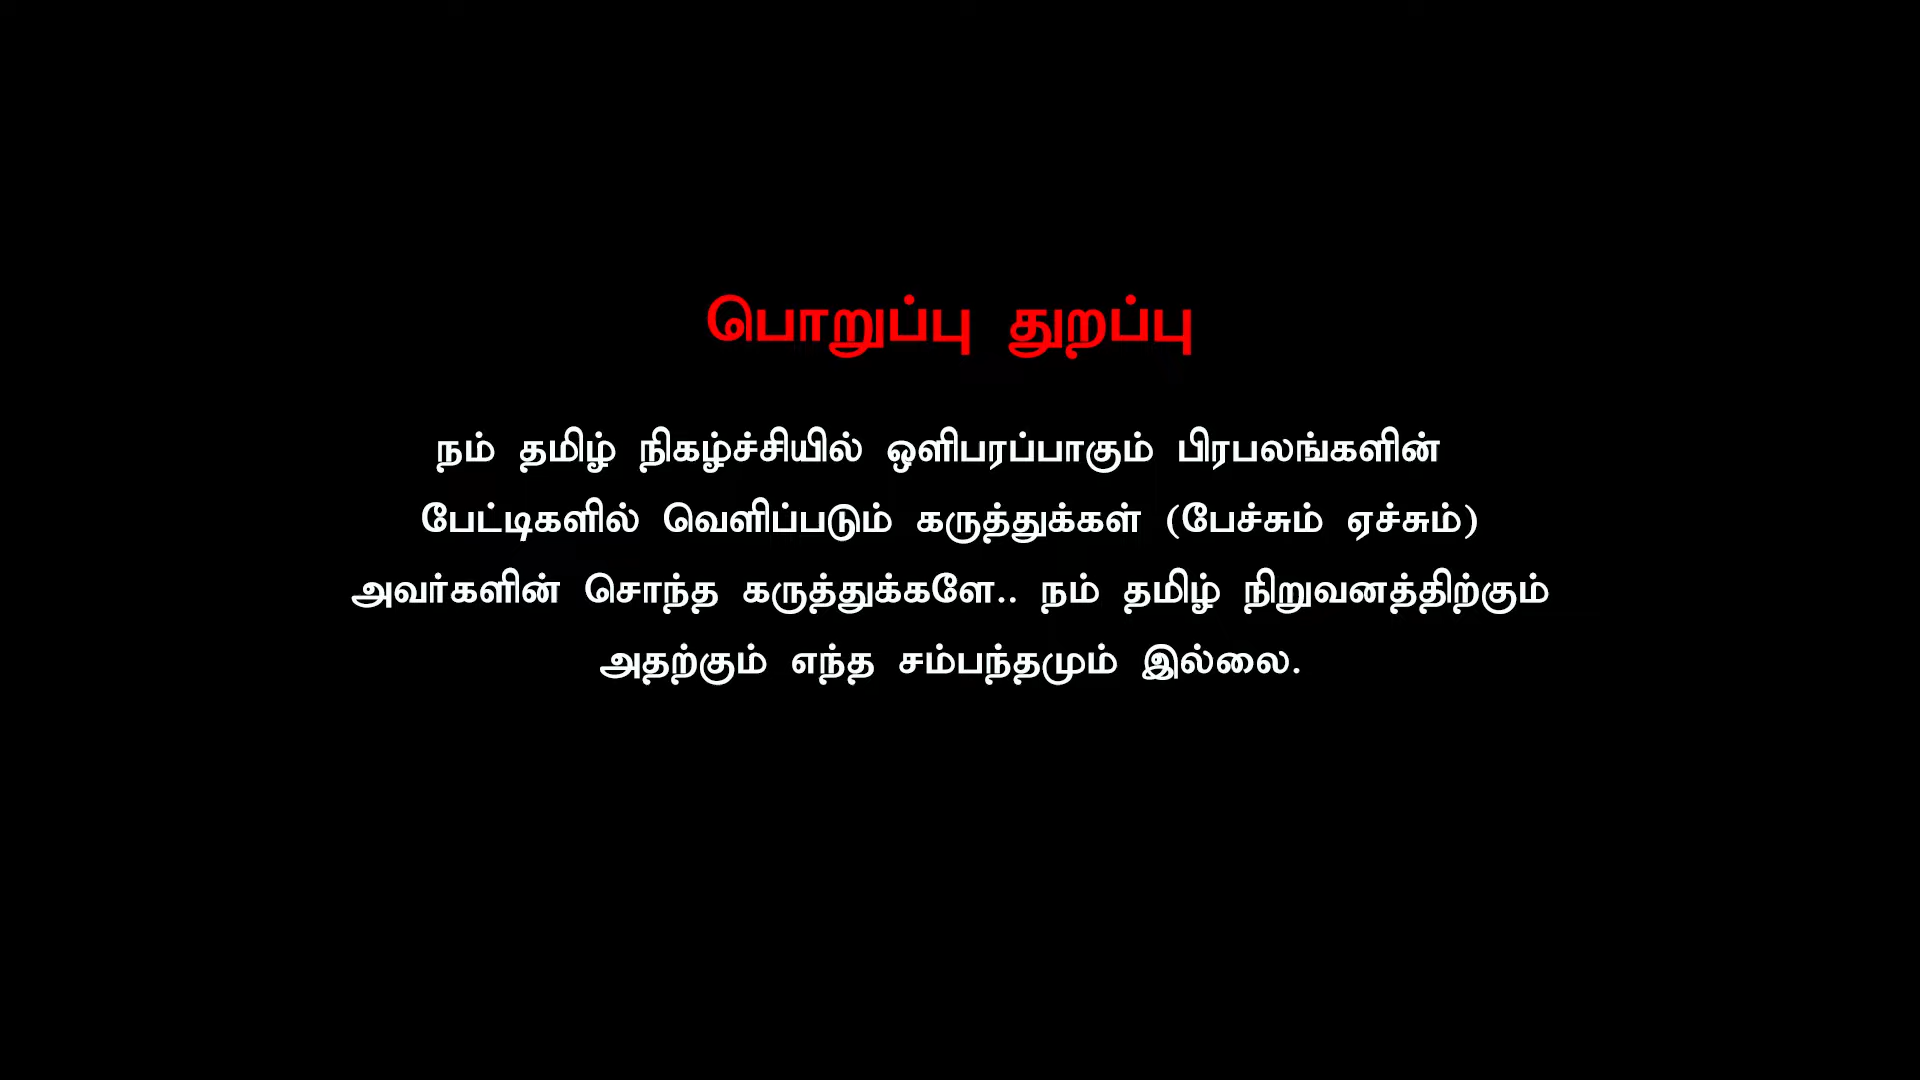 பொறுப்பு துறப்பு
நம் தமிழ் நிகழ்ச்சியில் ஒளிபரப்பாகும் பிரபலங்களின்
பேட்டிகளில் வெளிப்படும் கருத்துக்கள் (பேச்சும் ஏச்சும்)
அவர்களின் சொந்த கருத்துக்களே.. நம் தமிழ் நிறுவனத்திற்கும்
அதற்கும் எந்த சம்பந்தமும் இல்லை.